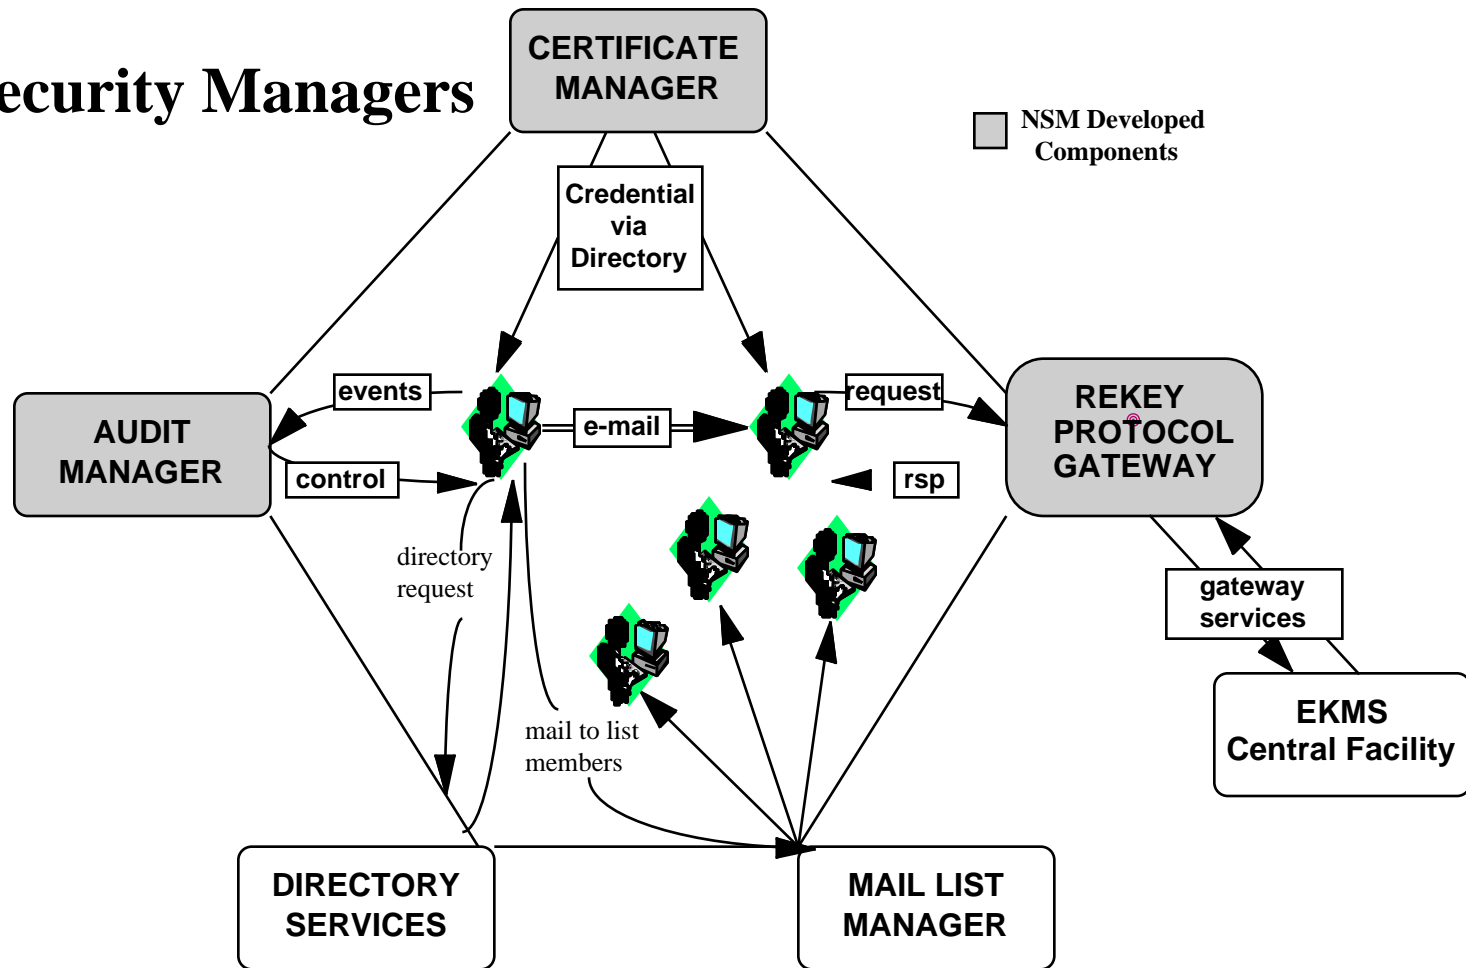 CERTIFICATE
MANAGER
ecurity Managers
NSM Developed
Components
Credential
via
Directory
events
request
e-mail
AUDIT
MANAGER
REKEY
PROTOCOL
GATEWAY
control
rsp
directory
request
gateway
services
mail to list
members
EKMS
Central Facility
DIRECTORY
SERVICES
MAIL LIST
MANAGER